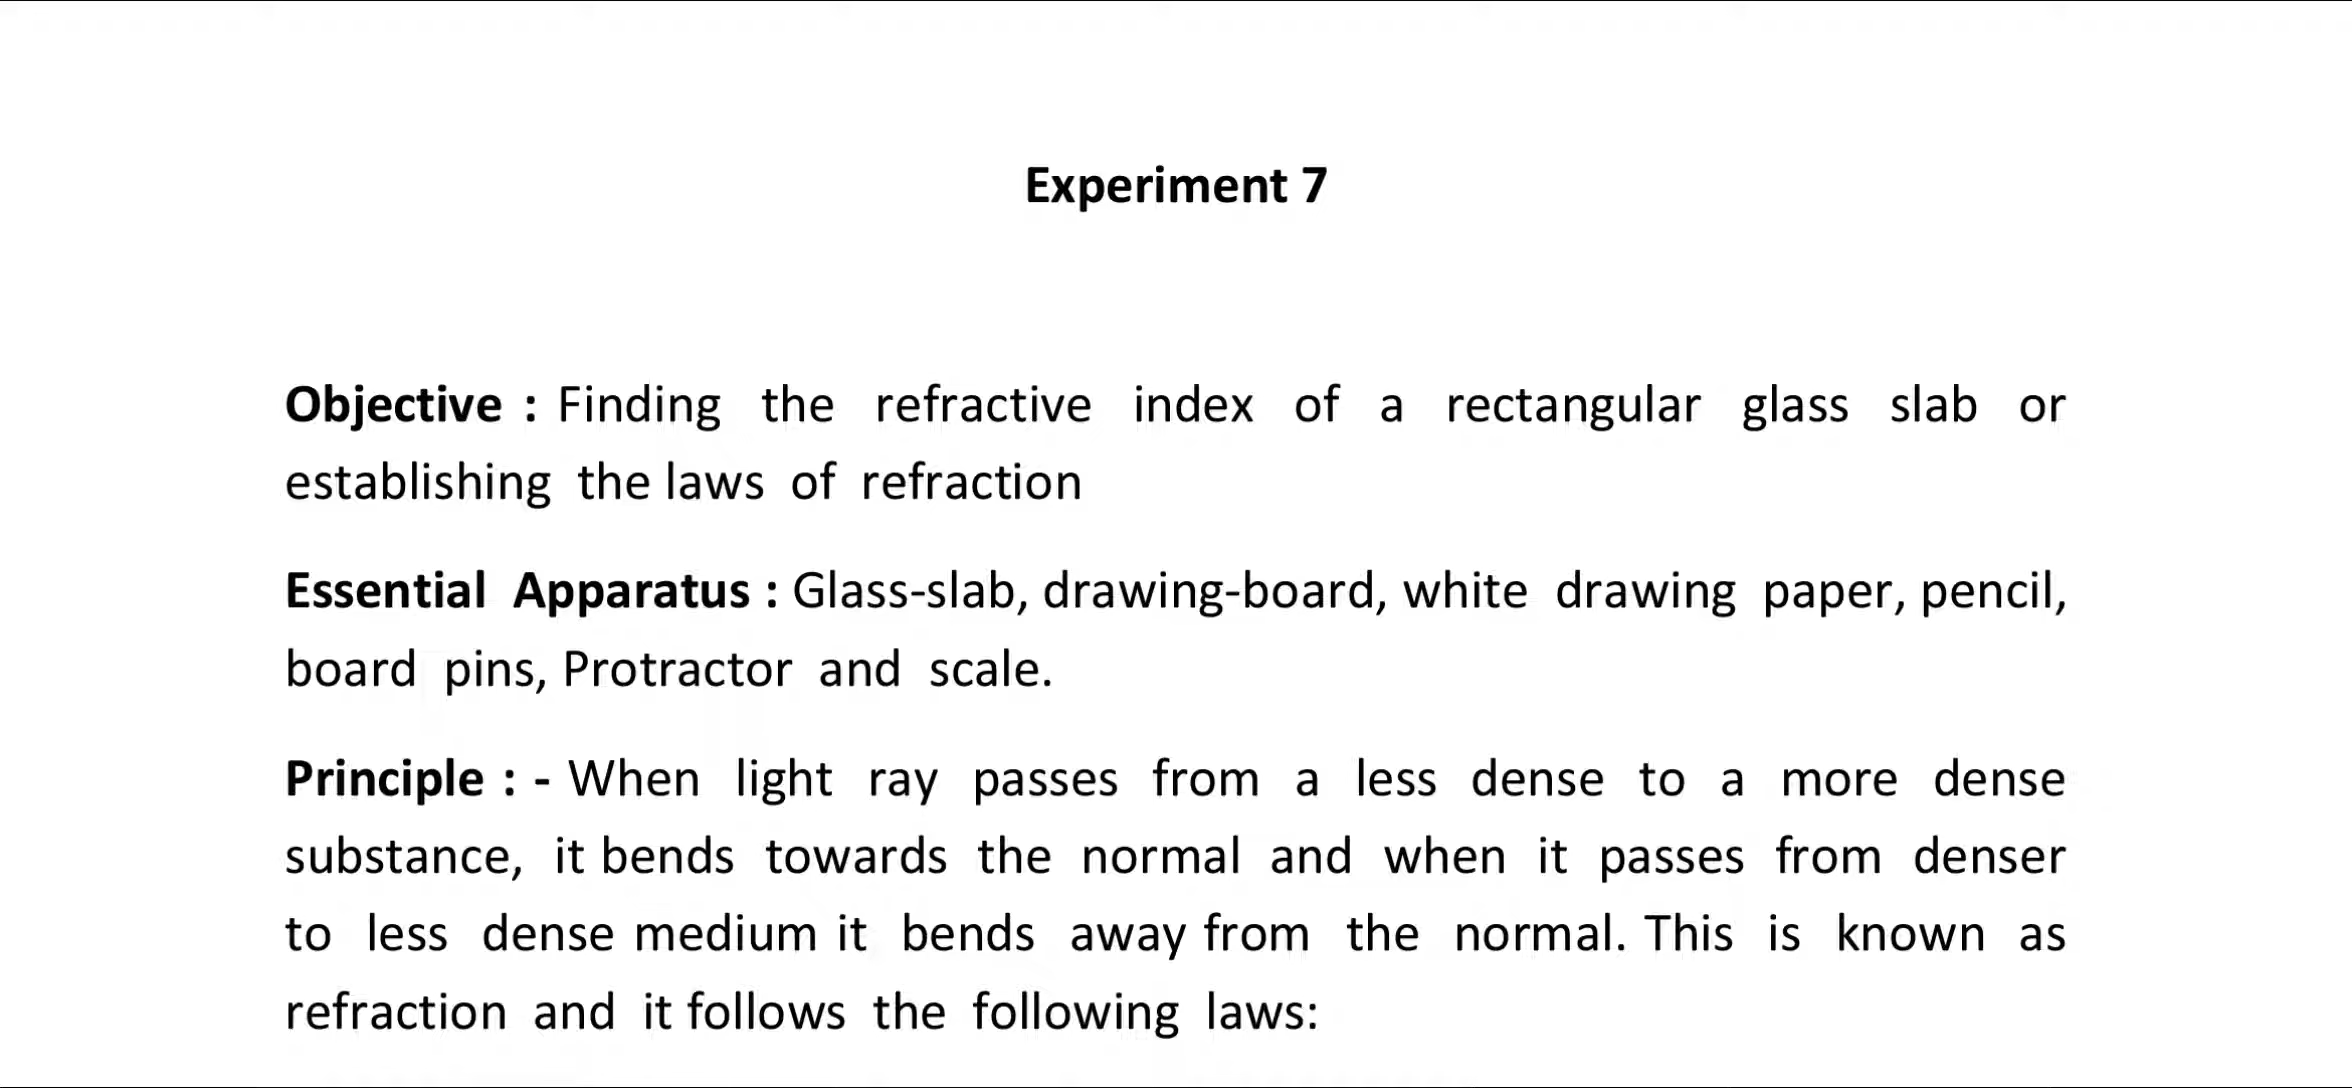 Experiment 7
Objective : Finding the refractive index of a rectangular glass slab or
establishing the laws of refraction
Essential Apparatus : Glass-slab, drawing-board, white drawing paper, pencil,
board pins, Protractor and scale.
Principle : - When light ray passes from a less dense to a more dense
substance, it bends towards the normal and when it passes from denser
to less dense medium it bends away from the normal. This is known as
refraction and it follows the following laws: